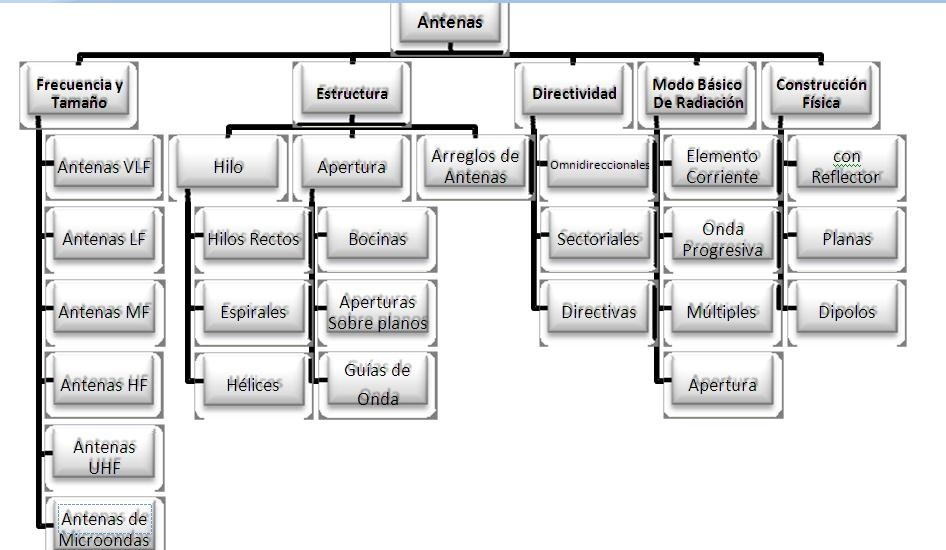 Antenas
Frecuencia y
Tamaño
Antenas VLF
Antenas LF
Antenas MF
Antenas HF
Antenas
UHF
Antenas de
Microondas
Estructura
Hilo
Hilos Rectos
Espirales
Hélices
Apertura
Bocinas
Aperturas
Sobre planos
Guías de
Onda
Arreglos de
Antenas
Directividad
Omnidireccionales
Sectoriales
Directivas
Modo Básico
De Radiación
Elemento
Corriente
Onda
Progresiva
Múltiples
Apertura
Construcción
Física
con
Reflector
Planas
Dipolos